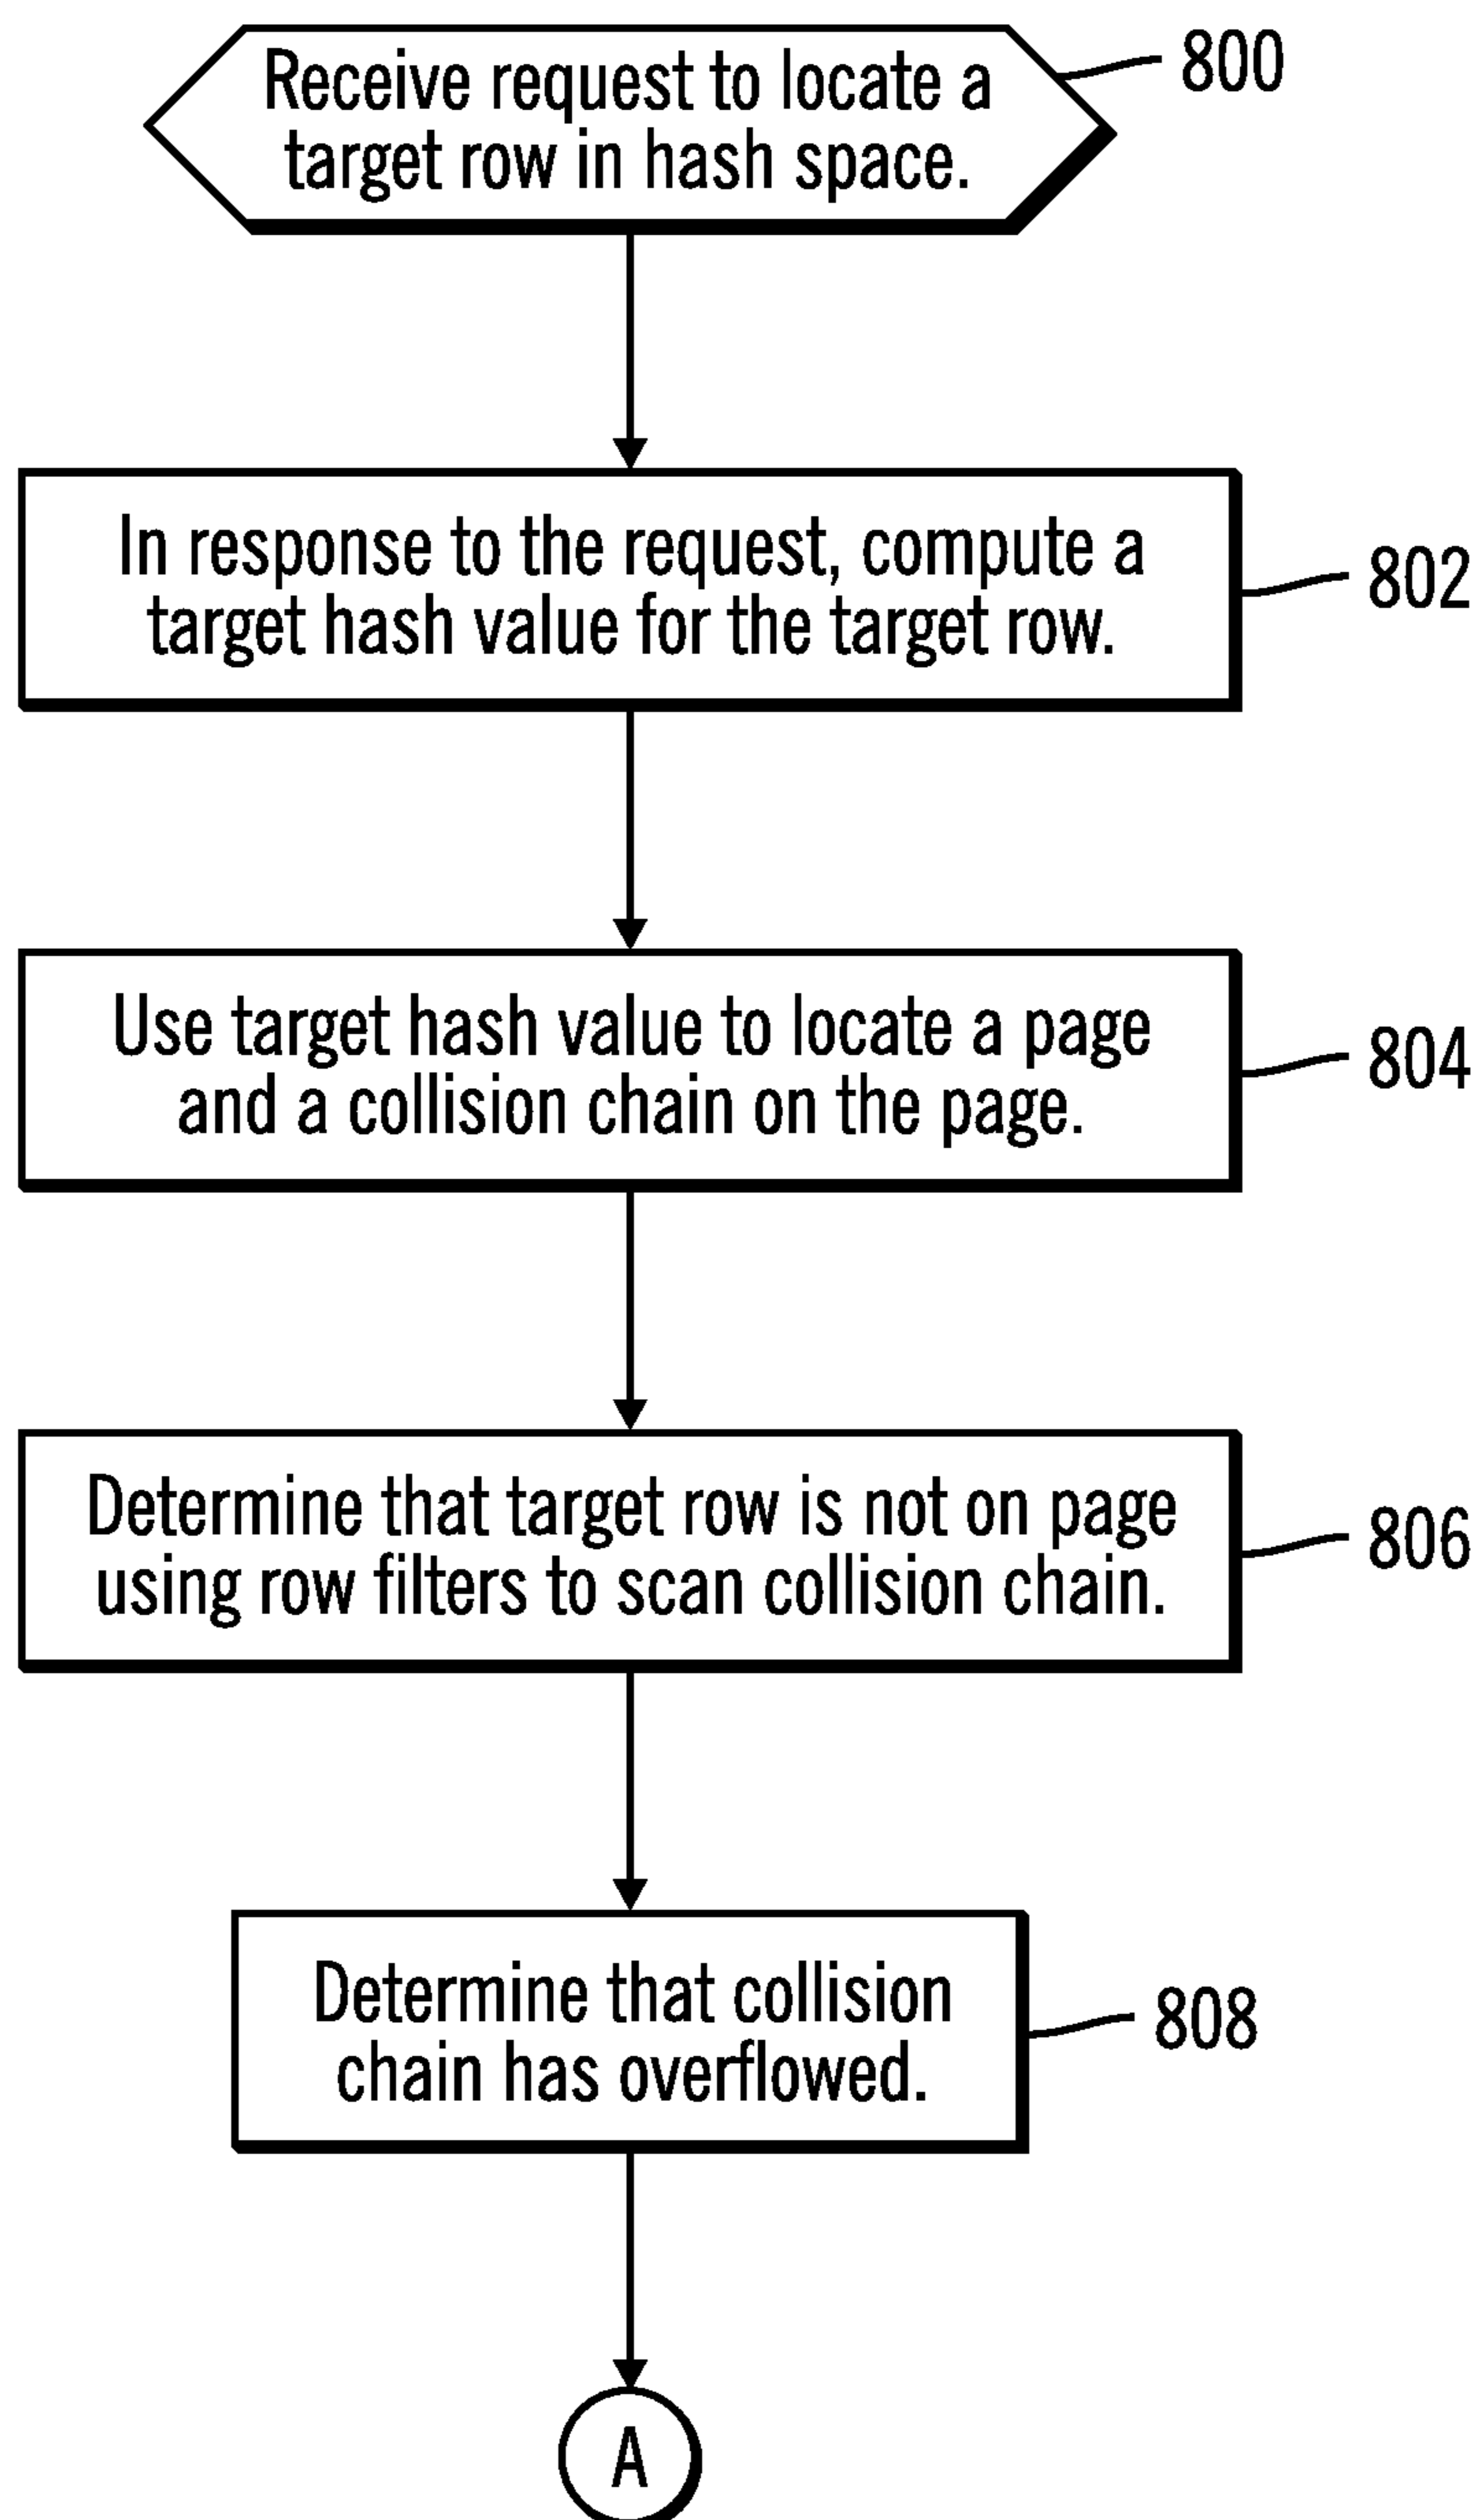 Receive request to locate a
target row in hash space.
800
In response to the request, compute a
target hash value for the target row.
802
Use target hash value to locate a page
and a collision chain on the page.
804
Determine that target row is not on page
using row filters to scan collision chain.
806
Determine that collision
chain has overflowed.
808
A